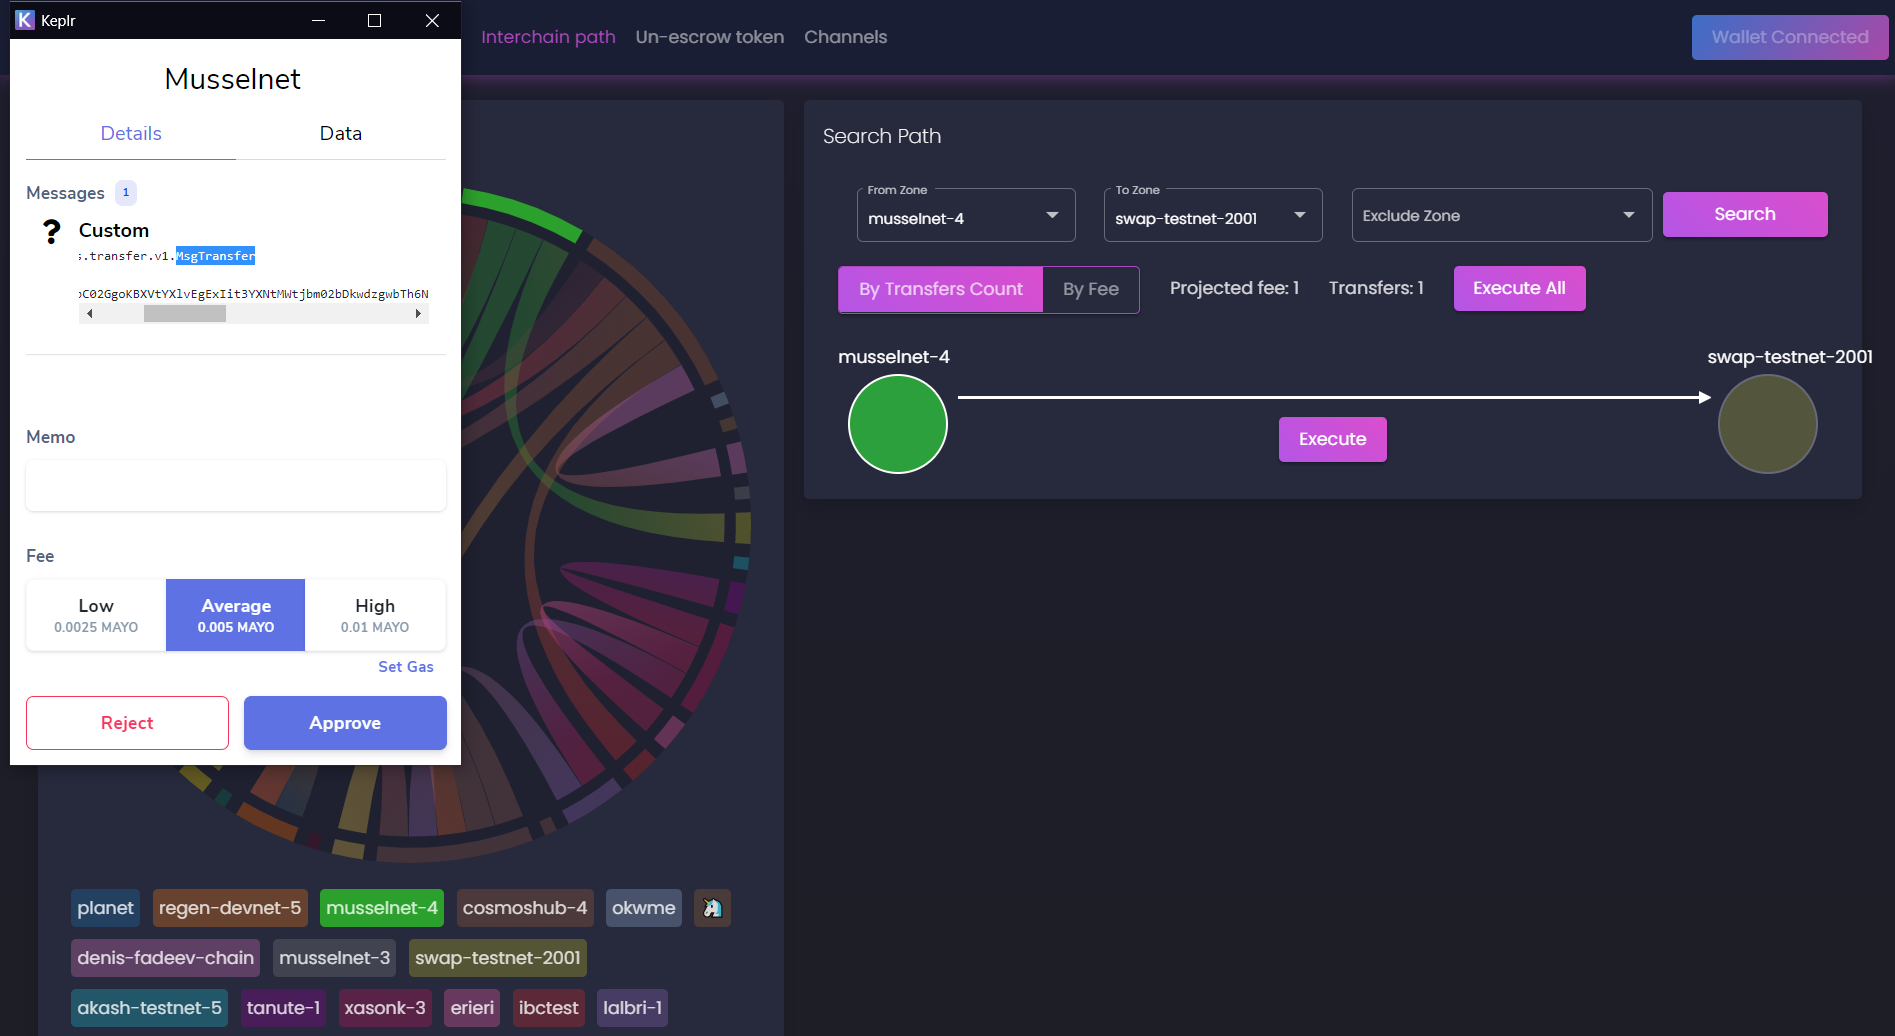 Keplr
Musselnet
Details
Data
Messages 1
Custom
s.transfer.v1.MsgTransfer
Memo
Fee
Low
0.0025 MAYO
Average
0.005 MAYO
High
0.01 MAYO
Set Gas
Reject
Approve
Interchain path
Un-escrow token
Channels
Wallet Connected
Search Path
From Zone
musselnet-4
To Zone
swap-testnet-2001
Exclude Zone
Search
By Transfers Count
By Fee
Projected fee: 1
Transfers: 1
Execute All
musselnet-4
swap-testnet-2001
Execute
planet
regen-devnet-5
musselnet-4
cosmoshub-4
okwme
denis-fadeev-chain
musselnet-3
swap-testnet-2001
akash-testnet-5
tanute-1
xasonk-3
erieri
ibctest
lalbri-1